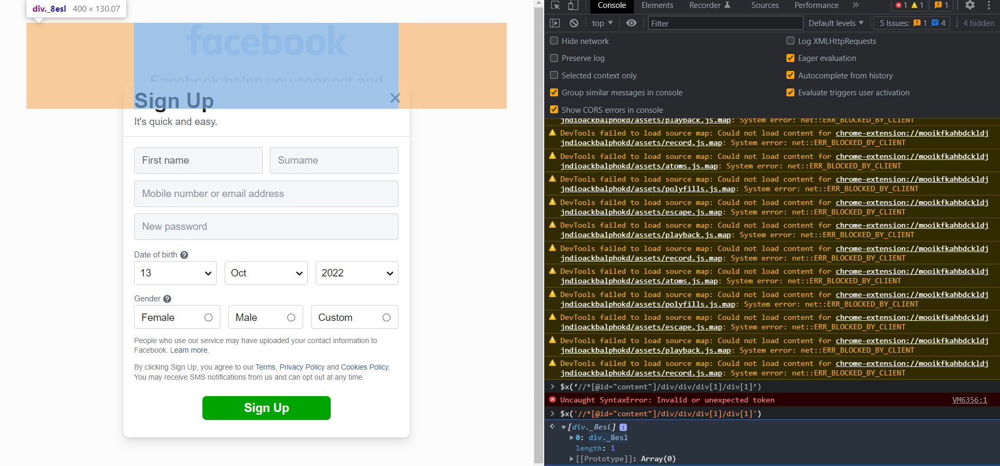 div._8esl 400 × 130.07
facebook
Facebook helps you connect and
Sign Up
It's quick and easy.
First name
Surname
Mobile number or email address
New password
Date of birth ?
13
Oct
2022
Gender ?
Female
Male
Custom
People who use our service may have uploaded your contact information to
Facebook. Learn more.
By clicking Sign Up, you agree to our Terms, Privacy Policy and Cookies Policy.
You may receive SMS notifications from us and can opt out at any time.
Sign Up
Console Elements Recorder Sources Performance » 1 1 1
top Filter Default levels 5 Issues: 1 4 4 hidden
Hide network
Log XMLHttpRequests
Preserve log
Eager evaluation
Selected context only
Autocomplete from history
Group similar messages in console
Evaluate triggers user activation
Show CORS errors in console
jndioackbalphokd/assets/playback.js.map: System error: net::ERR_BLOCKED_BY_CLIENT
DevTools failed to load source map: Could not load content for chrome-extension://mooikfkahbdckldj
jndioackbalphokd/assets/record.js.map: System error: net::ERR_BLOCKED_BY_CLIENT
DevTools failed to load source map: Could not load content for chrome-extension://mooikfkahbdckldj
jndioackbalphokd/assets/atoms.js.map: System error: net::ERR_BLOCKED_BY_CLIENT
DevTools failed to load source map: Could not load content for chrome-extension://mooikfkahbdckldj
jndioackbalphokd/assets/polyfills.js.map: System error: net::ERR_BLOCKED_BY_CLIENT
DevTools failed to load source map: Could not load content for chrome-extension://mooikfkahbdckldj
jndioackbalphokd/assets/escape.js.map: System error: net::ERR_BLOCKED_BY_CLIENT
DevTools failed to load source map: Could not load content for chrome-extension://mooikfkahbdckldj
jndioackbalphokd/assets/playback.js.map: System error: net::ERR_BLOCKED_BY_CLIENT
DevTools failed to load source map: Could not load content for chrome-extension://mooikfkahbdckldj
jndioackbalphokd/assets/record.js.map: System error: net::ERR_BLOCKED_BY_CLIENT
DevTools failed to load source map: Could not load content for chrome-extension://mooikfkahbdckldj
jndioackbalphokd/assets/atoms.js.map: System error: net::ERR_BLOCKED_BY_CLIENT
DevTools failed to load source map: Could not load content for chrome-extension://mooikfkahbdckldj
jndioackbalphokd/assets/polyfills.js.map: System error: net::ERR_BLOCKED_BY_CLIENT
DevTools failed to load source map: Could not load content for chrome-extension://mooikfkahbdckldj
jndioackbalphokd/assets/escape.js.map: System error: net::ERR_BLOCKED_BY_CLIENT
DevTools failed to load source map: Could not load content for chrome-extension://mooikfkahbdckldj
jndioackbalphokd/assets/playback.js.map: System error: net::ERR_BLOCKED_BY_CLIENT
DevTools failed to load source map: Could not load content for chrome-extension://mooikfkahbdckldj
jndioackbalphokd/assets/record.js.map: System error: net::ERR_BLOCKED_BY_CLIENT
$x(‘//*[@id="content"]/div/div/div[1]/div[1]’)
Uncaught SyntaxError: Invalid or unexpected token VM6356:1
$x('//*[@id="content"]/div/div/div[1]/div[1]')
[div._8esl] i
0: div._8esl
length: 1
[[Prototype]]: Array(0)